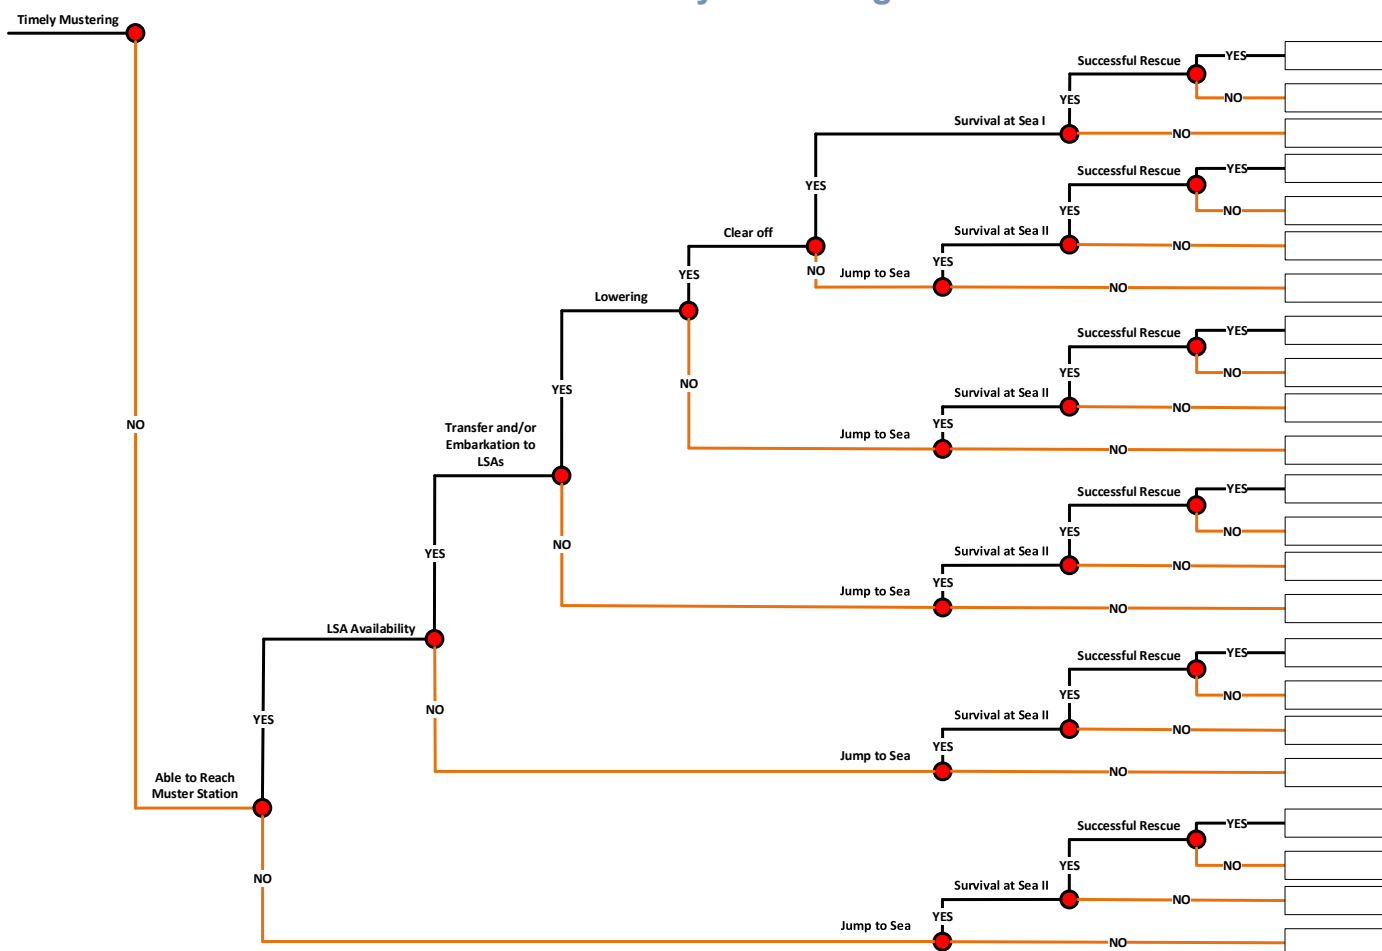 Timely Mustering
Successful Rescue
YES
YES
NO
Survival at Sea I
NO
YES
Successful Rescue
YES
YES
NO
Clear off
Survival at Sea II
NO
YES
YES
NO
Jump to Sea
NO
Lowering
Successful Rescue
YES
YES
NO
YES
NO
Survival at Sea II
NO
YES
NO
Transfer and/or
Embarkation to
LSAs
Jump to Sea
NO
Successful Rescue
YES
YES
NO
YES
NO
Survival at Sea II
NO
YES
Jump to Sea
NO
LSA Availability
Successful Rescue
YES
YES
NO
YES
NO
Survival at Sea II
NO
YES
Jump to Sea
NO
Able to Reach
Muster Station
Successful Rescue
YES
YES
NO
NO
Survival at Sea II
NO
YES
Jump to Sea
NO